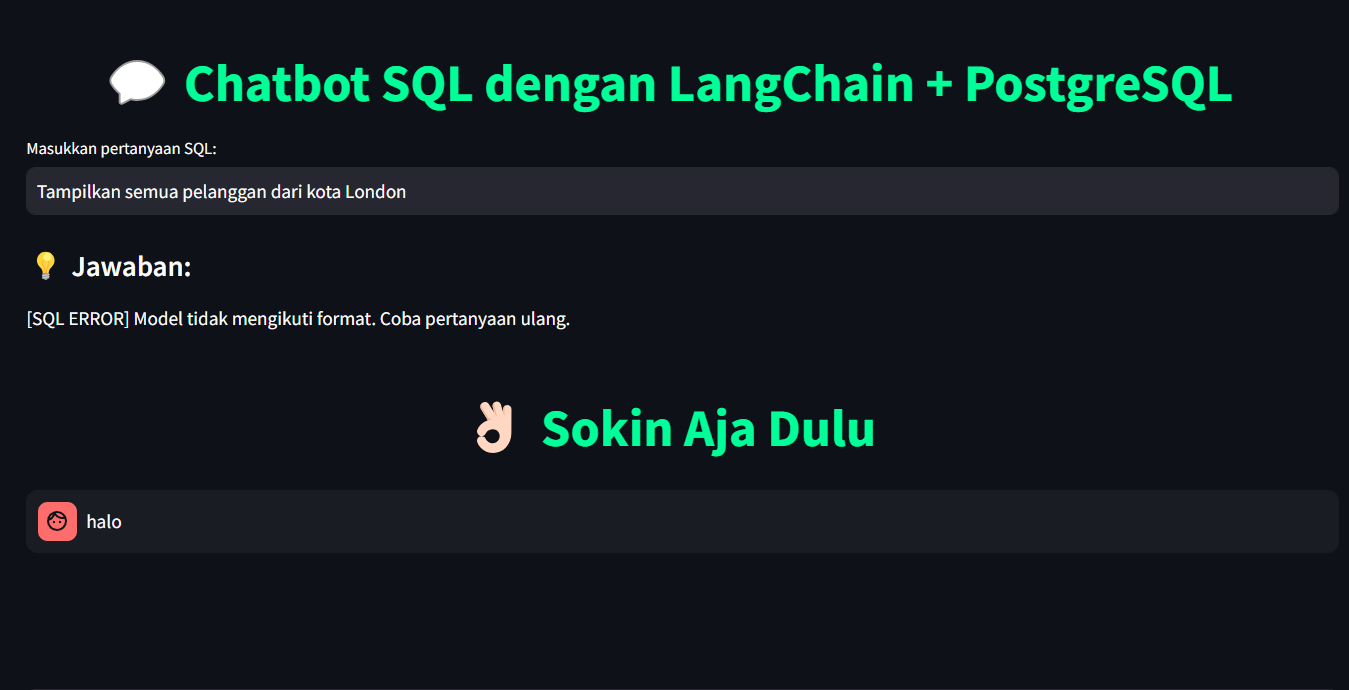 Chatbot SQL dengan LangChain + PostgreSQL
Masukkan pertanyaan SQL:
Tampilkan semua pelanggan dari kota London
Jawaban:
[SQL ERROR] Model tidak mengikuti format. Coba pertanyaan ulang.
Sokin Aja Dulu
halo